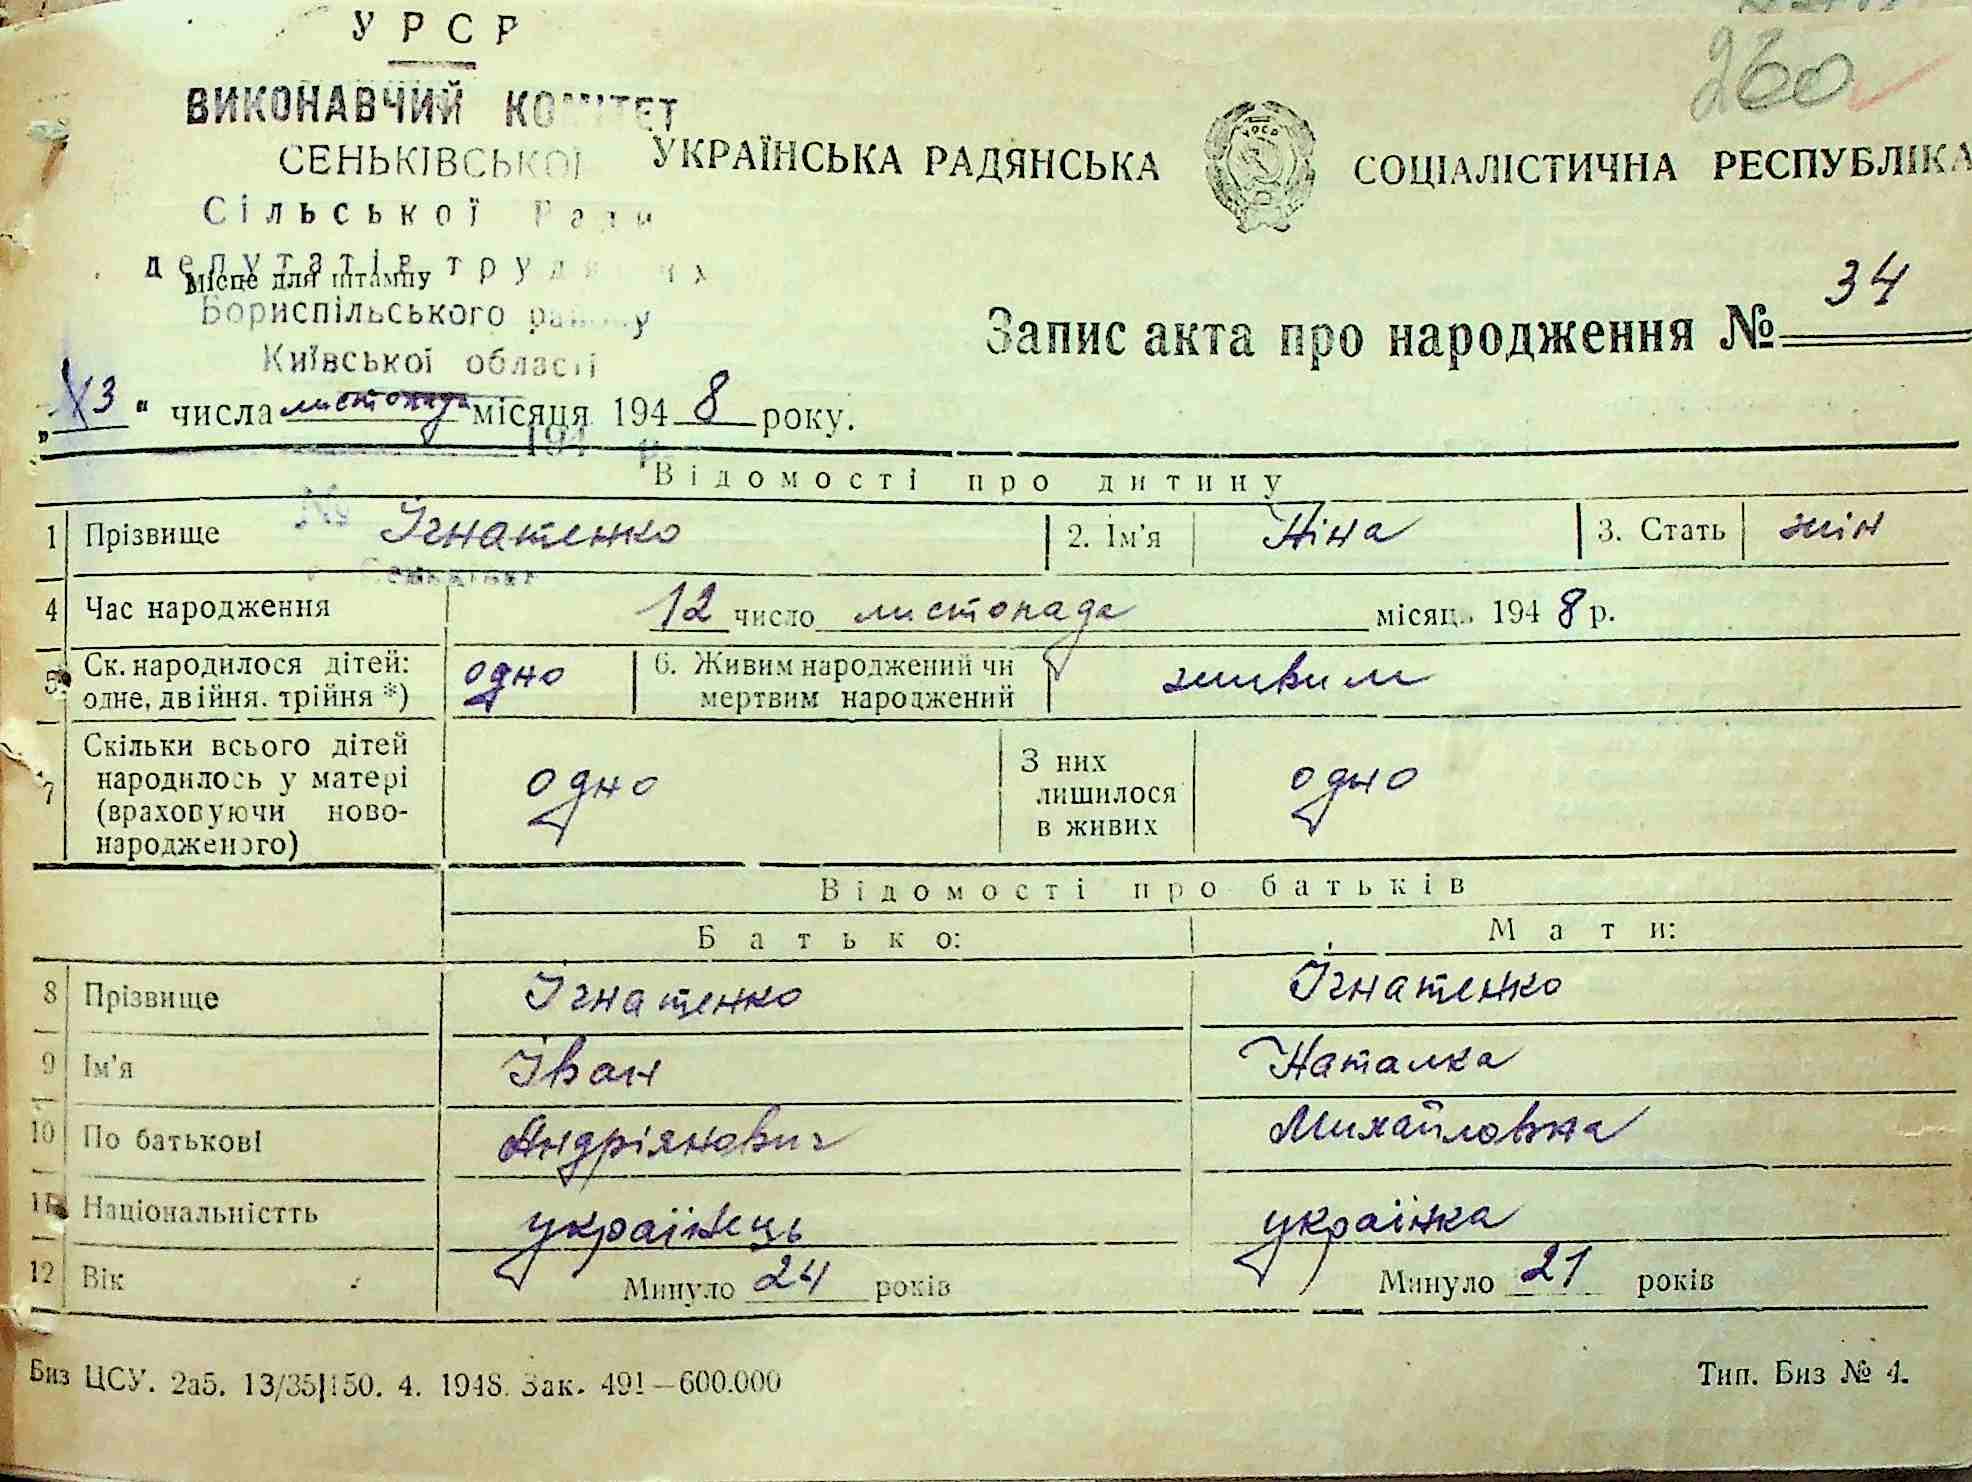 УРСР
260
ВИКОНАВЧИЙ КОМІТЕТ
СЕНЬКІВСЬКОЇ
УКРАЇНСЬКА РАДЯНСЬКА СОЦІАЛІСТИЧНА РЕСПУБЛІКА
Сільської Ради
депутатів трудящих
Місце для штампу
Бориспільського району
Запис акта про народження № 34
Київської області
„13" числа листопада місяця 1948 року.
194 р.
Відомості про дитину
№
1 Прізвище Ігнатенко 2. Ім'я Ніна 3. Стать жін
4 Час народження 12 число листопада місяць 1948 р.
5 Ск. народилося дітей: одно 6. Живим народжений чи живим
одне, двійня, трійня *) мертвим народжений
Скільки всього дітей З них
7 народилось у матері одно лишилося одно
(враховуючи ново- в живих
народженого)
Відомості про батьків
Батько: Мати:
8 Прізвище Ігнатенко Ігнатенко
9 Ім'я Іван Наталка
10 По батькові Андріянович Михайловна
11 Національністть українець українка
12 Вік Минуло 24 років Минуло 21 років
Биз ЦСУ. 2а5. 13/35|150. 4. 1948. Зак. 491—600.000 Тип. Биз № 4.